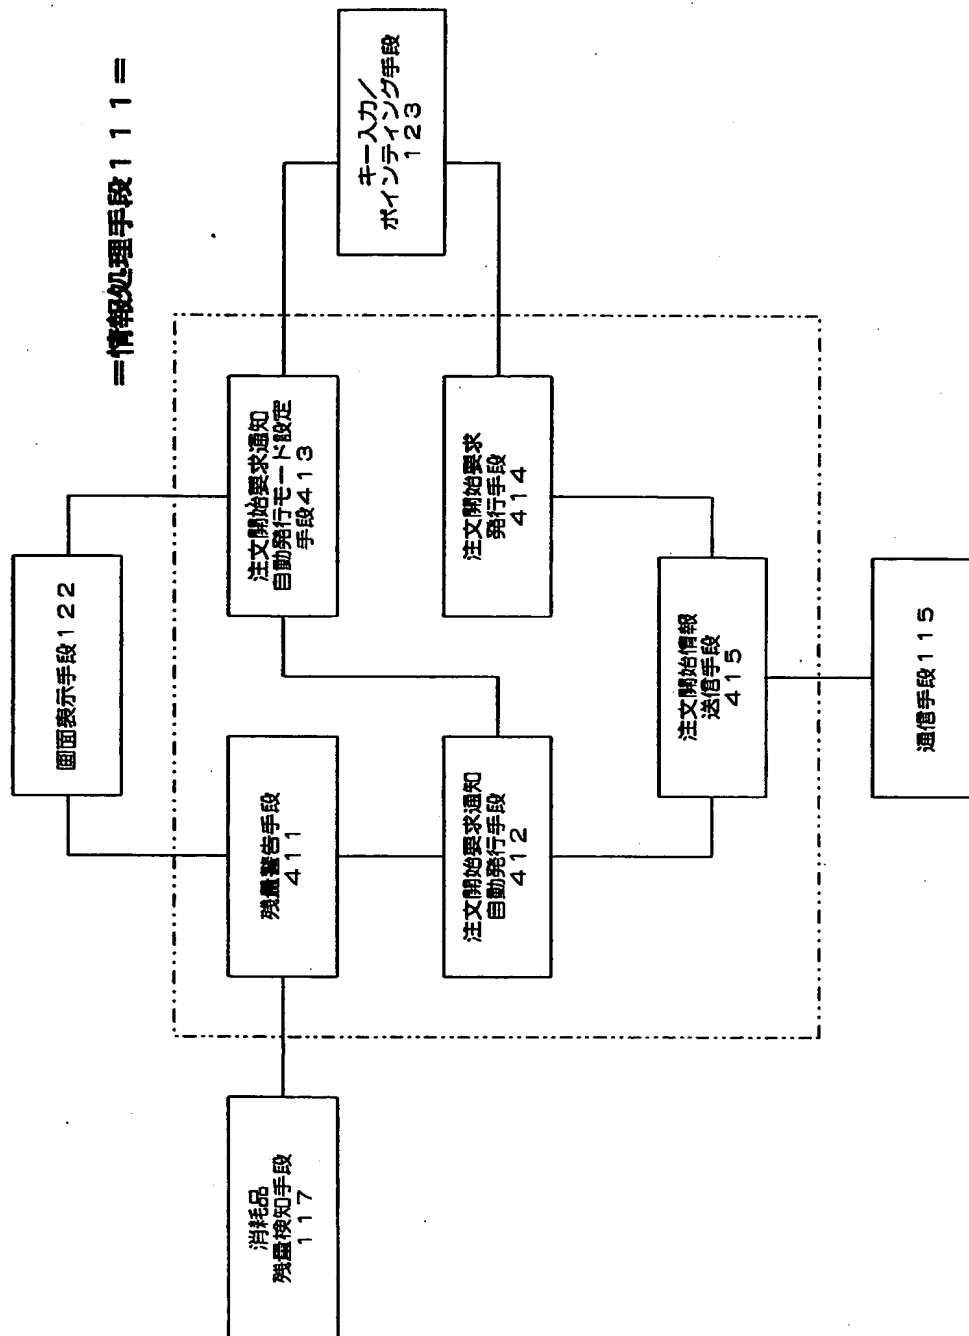 ＝情報処理手段１１１＝
画面表示手段１２２
キー入力／
ポインティング手段
１２３
消耗品
残量検知手段
１１７
残量警告手段
４１１
注文開始要求通知
自動発行モード設定
手段４１３
注文開始要求通知
自動発行手段
４１２
注文開始要求
発行手段
４１４
注文開始情報
送信手段
４１５
通信手段１１５